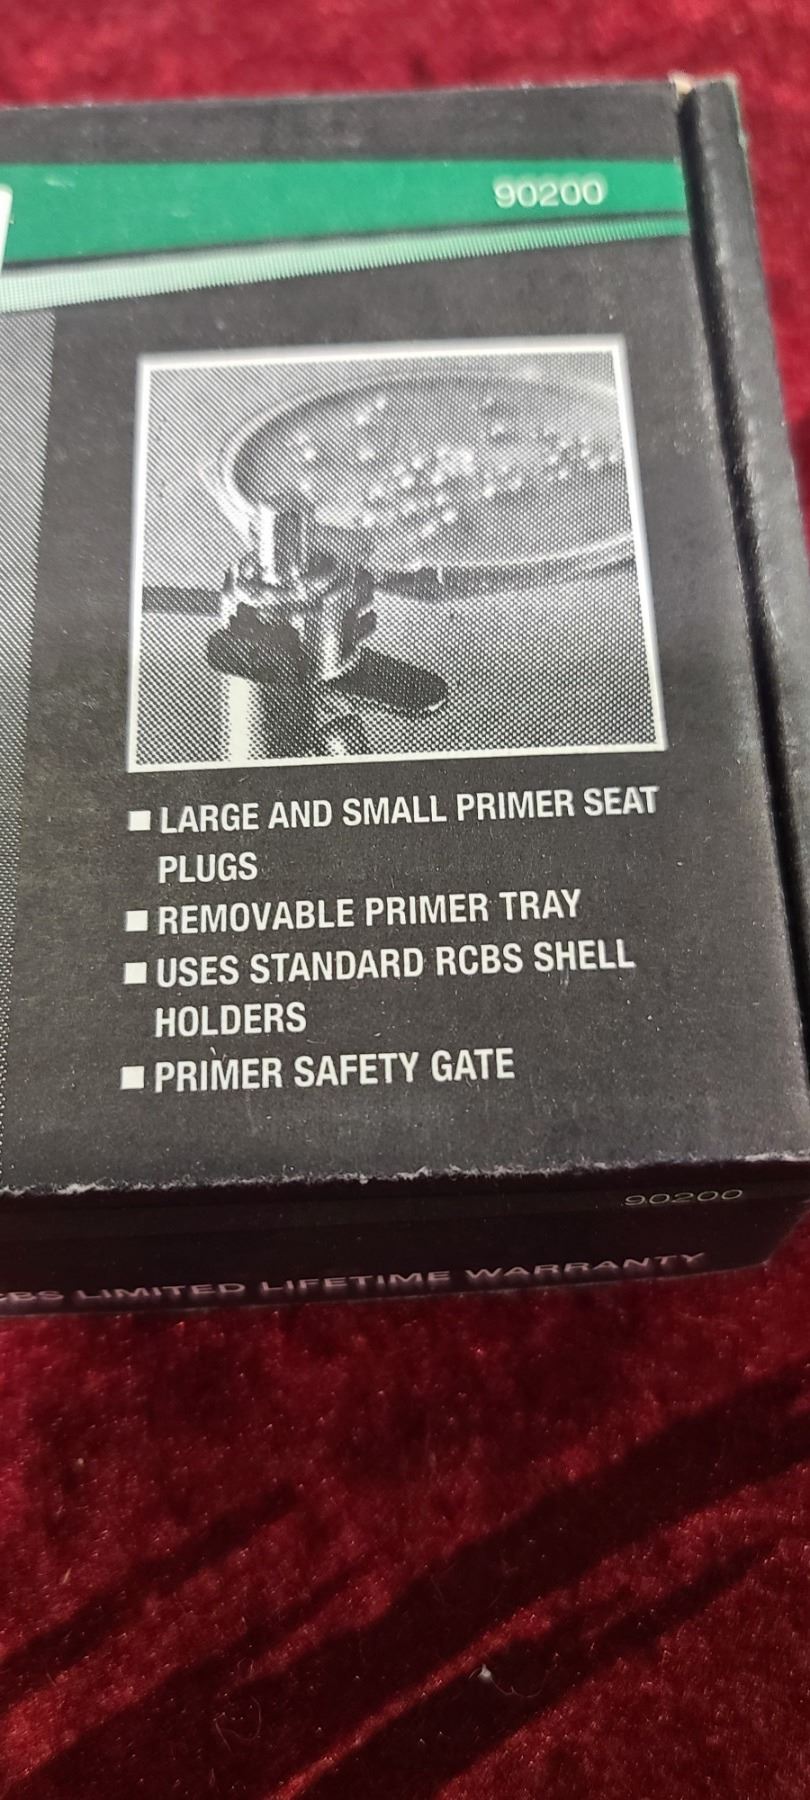 90200
LARGE AND SMALL PRIMER SEAT
PLUGS
REMOVABLE PRIMER TRAY
USES STANDARD RCBS SHELL
HOLDERS
PRIMER SAFETY GATE
90200
LIMITED LIFETIME WARRANTY